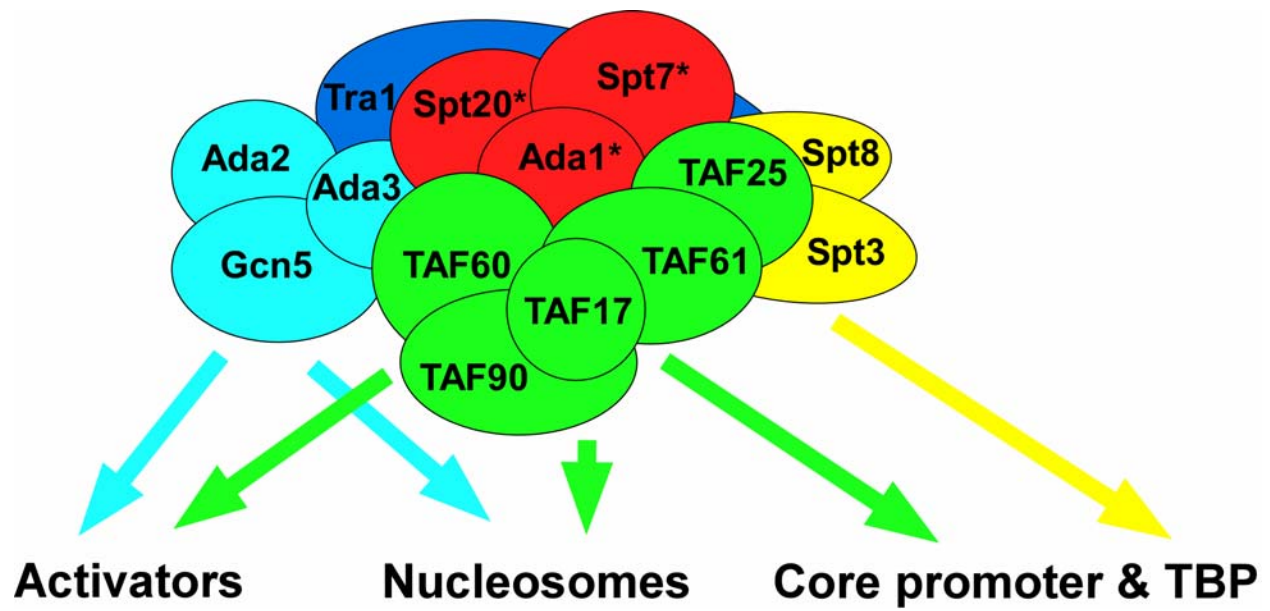 Tra1
Spt20*
Spt7*
Ada2
Ada3
Ada1*
TAF25
Spt8
Gcn5
TAF60
TAF61
Spt3
TAF17
TAF90
Activators
Nucleosomes
Core promoter & TBP